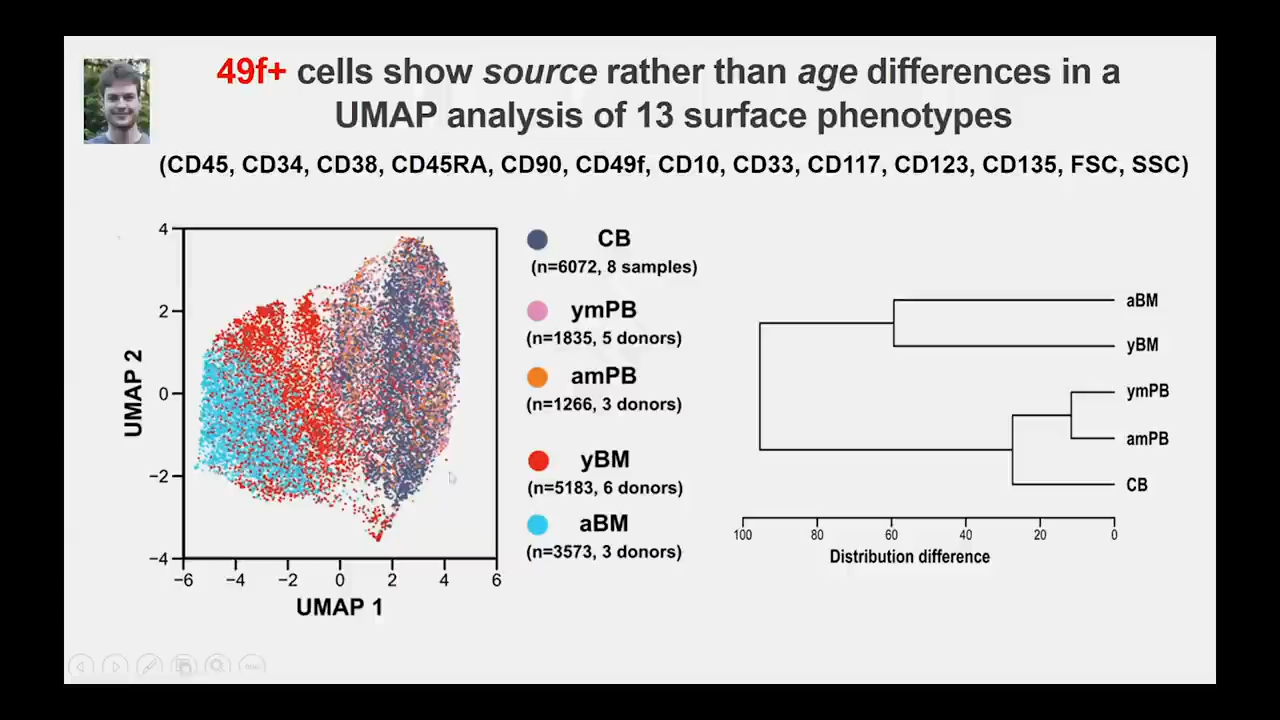 49f+ cells show source rather than age differences in a
UMAP analysis of 13 surface phenotypes
(CD45, CD34, CD38, CD45RA, CD90, CD49f, CD10, CD33, CD117, CD123, CD135, FSC, SSC)
4
2
0
−2
−4
UMAP 2
−6
−4
−2
0
2
4
6
UMAP 1
CB
(n=6072, 8 samples)
ymPB
(n=1835, 5 donors)
amPB
(n=1266, 3 donors)
yBM
(n=5183, 6 donors)
aBM
(n=3573, 3 donors)
aBM
yBM
ymPB
amPB
CB
100
80
60
40
20
0
Distribution difference